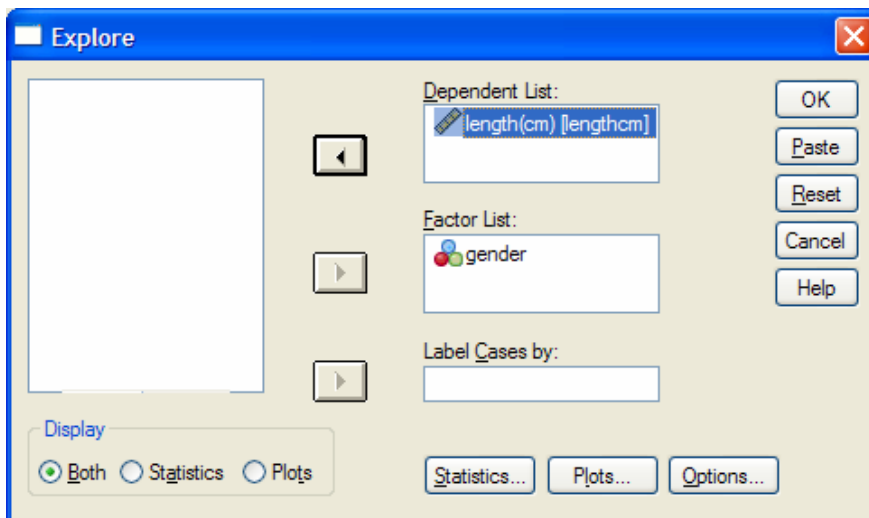 Explore
Dependent List:
length(cm) [lengthcm]
Factor List:
gender
Label Cases by:
OK
Paste
Reset
Cancel
Help
Display
Both Statistics Plots
Statistics... Plots... Options...